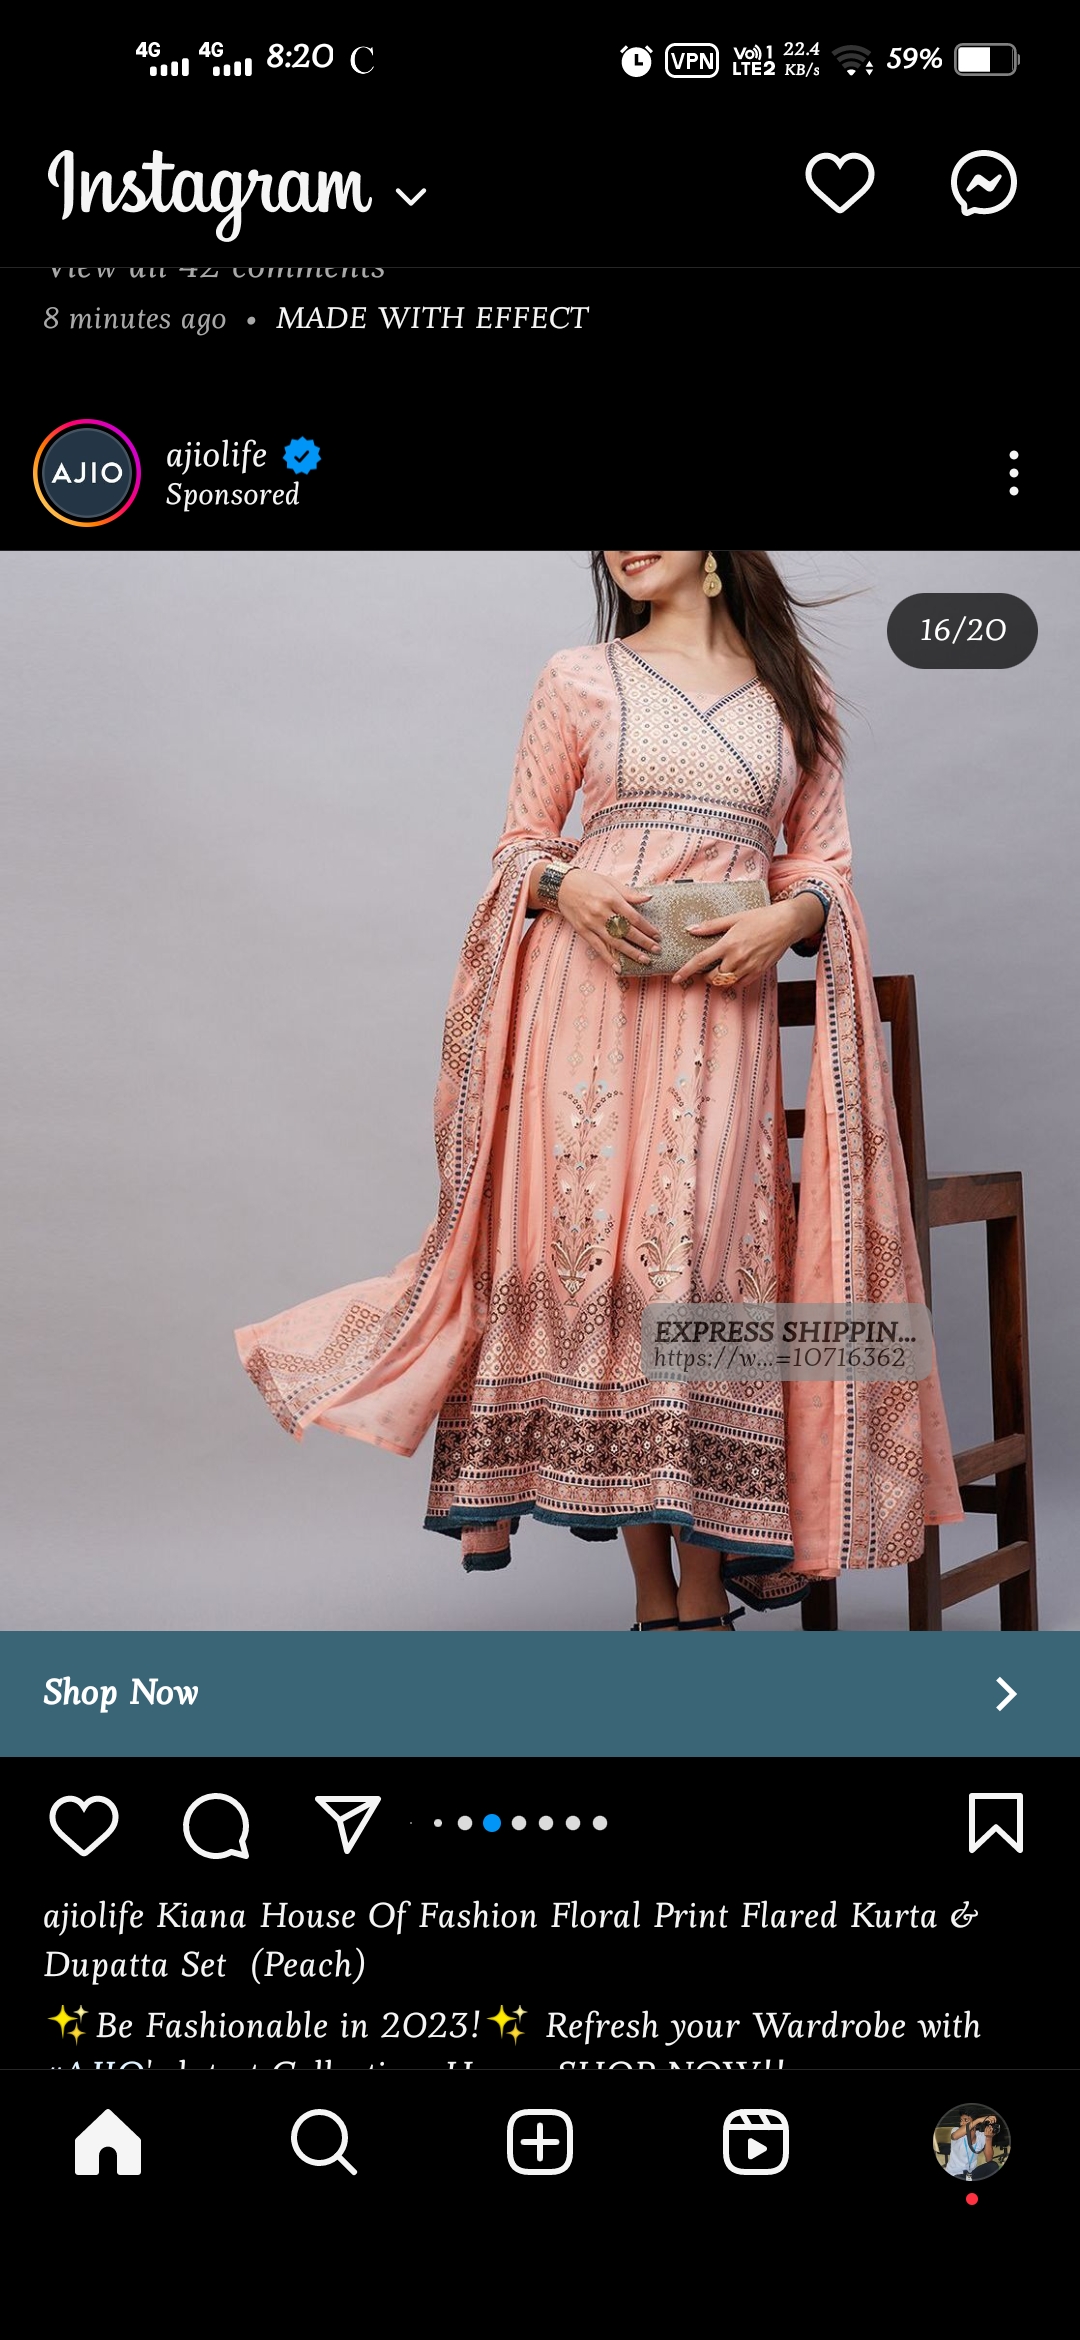 4G 4G 8:20 VPN Vo) 1 LTE2 22.4 KB/s 59%
Instagram
View all 42 comments
8 minutes ago • MADE WITH EFFECT
AJIO
ajiolife
Sponsored
16/20
EXPRESS SHIPPIN...
https://w...=10716362
Shop Now
ajiolife Kiana House Of Fashion Floral Print Flared Kurta &
Dupatta Set (Peach)
✨Be Fashionable in 2023!✨ Refresh your Wardrobe with
SHOP NOW!!